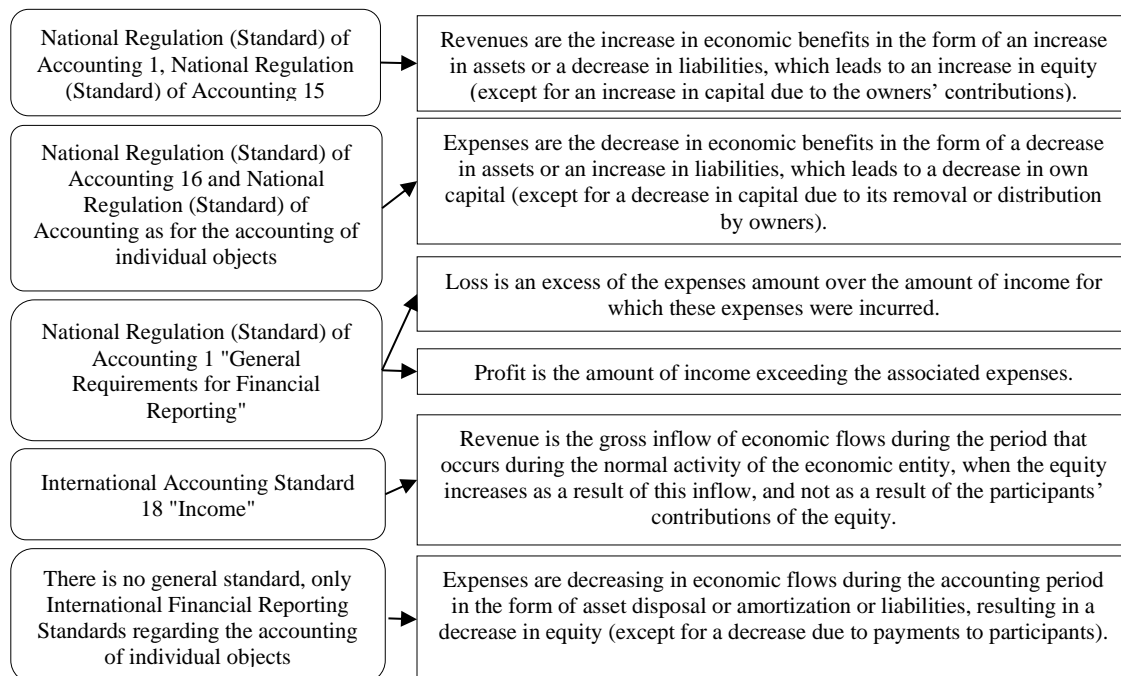 National Regulation (Standard) of
Accounting 1, National Regulation
(Standard) of Accounting 15
Revenues are the increase in economic benefits in the form of an increase
in assets or a decrease in liabilities, which leads to an increase in equity
(except for an increase in capital due to the owners’ contributions).
National Regulation (Standard) of
Accounting 16 and National
Regulation (Standard) of
Accounting as for the accounting of
individual objects
Expenses are the decrease in economic benefits in the form of a decrease
in assets or an increase in liabilities, which leads to a decrease in own
capital (except for a decrease in capital due to its removal or distribution
by owners).
National Regulation (Standard) of
Accounting 1 "General
Requirements for Financial
Reporting"
Loss is an excess of the expenses amount over the amount of income for
which these expenses were incurred.
Profit is the amount of income exceeding the associated expenses.
International Accounting Standard
18 "Income"
Revenue is the gross inflow of economic flows during the period that
occurs during the normal activity of the economic entity, when the equity
increases as a result of this inflow, and not as a result of the participants’
contributions of the equity.
There is no general standard, only
International Financial Reporting
Standards regarding the accounting
of individual objects
Expenses are decreasing in economic flows during the accounting period
in the form of asset disposal or amortization or liabilities, resulting in a
decrease in equity (except for a decrease due to payments to participants).